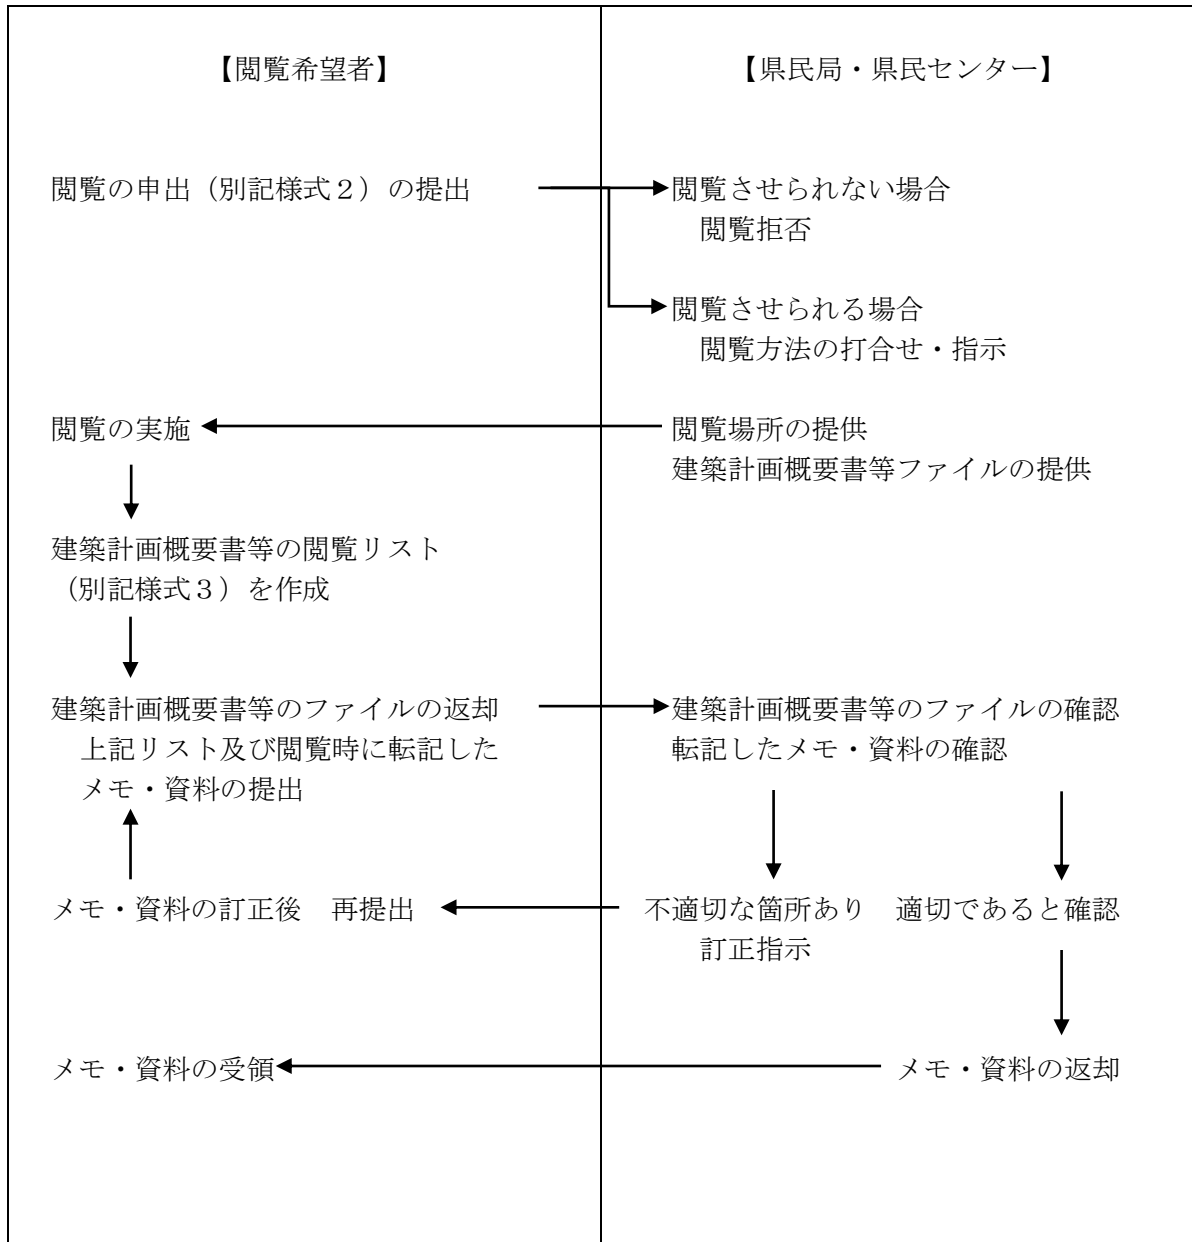 【閲覧希望者】
【県民局・県民センター】
閲覧の申出（別記様式２）の提出
閲覧させられない場合
閲覧拒否
閲覧させられる場合
閲覧方法の打合せ・指示
閲覧の実施
閲覧場所の提供
建築計画概要書等ファイルの提供
建築計画概要書等の閲覧リスト
（別記様式３）を作成
建築計画概要書等のファイルの返却
上記リスト及び閲覧時に転記した
メモ・資料の提出
建築計画概要書等のファイルの確認
転記したメモ・資料の確認
メモ・資料の訂正後　再提出
不適切な箇所あり
訂正指示
適切であると確認
メモ・資料の受領
メモ・資料の返却